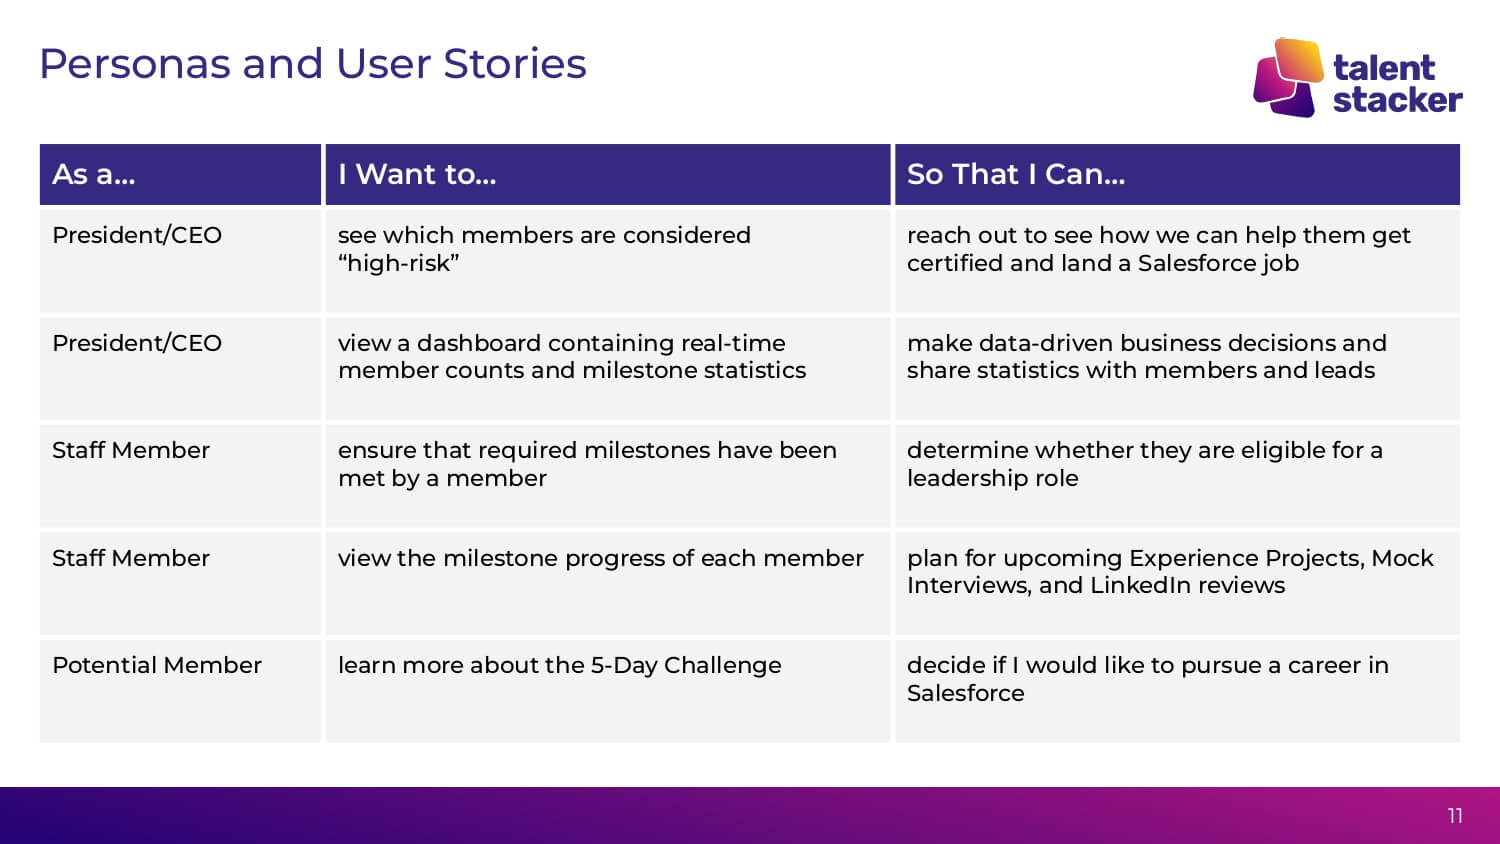 Personas and User Stories
talent
stacker
As a...
I Want to...
So That I Can...
President/CEO
see which members are considered
“high-risk”
reach out to see how we can help them get
certified and land a Salesforce job
President/CEO
view a dashboard containing real-time
member counts and milestone statistics
make data-driven business decisions and
share statistics with members and leads
Staff Member
ensure that required milestones have been
met by a member
determine whether they are eligible for a
leadership role
Staff Member
view the milestone progress of each member
plan for upcoming Experience Projects, Mock
Interviews, and LinkedIn reviews
Potential Member
learn more about the 5-Day Challenge
decide if I would like to pursue a career in
Salesforce
11